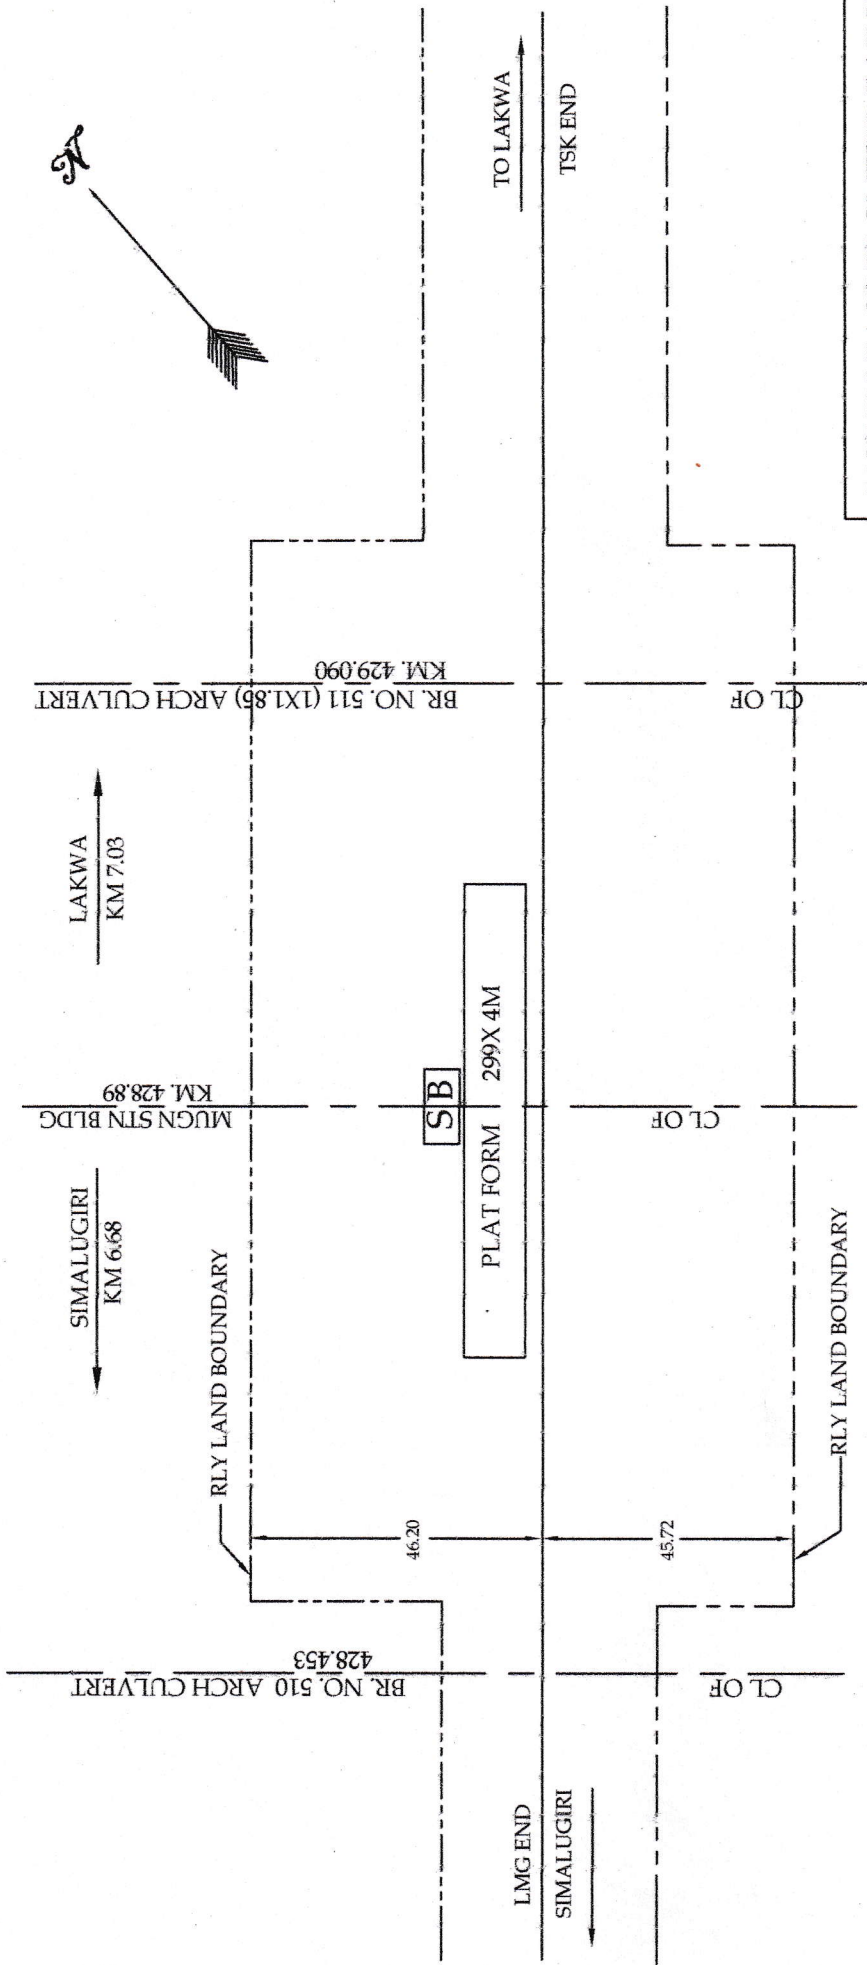 N
TO LAKWA
TSK END
BR. NO. 511 (1X1.85) ARCH CULVERT
KM. 429.090
CL OF
LAKWA
KM 7.03
MUGN STN BLDG
KM. 428.89
CL OF
SB
PLAT FORM 299X 4M
SIMALUGIRI
KM 6.68
RLY LAND BOUNDARY
46.20
45.72
RLY LAND BOUNDARY
BR. NO. 510 ARCH CULVERT
428.453
CL OF
LMG END
SIMALUGIRI